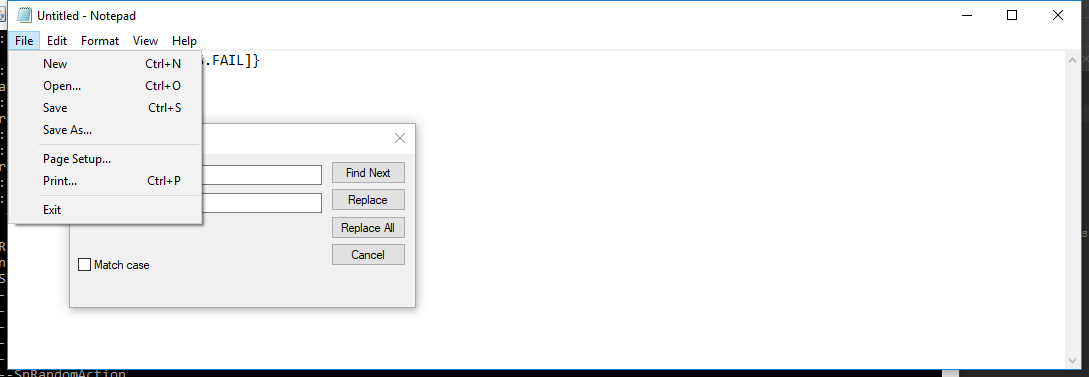 Untitled - Notepad
File Edit Format View Help
New Ctrl+N
.FAIL]}
Open... Ctrl+O
Save Ctrl+S
Save As...
Page Setup...
Print... Ctrl+P
Exit
Find Next
Replace
Replace All
Cancel
Match case
--SnRandomAction